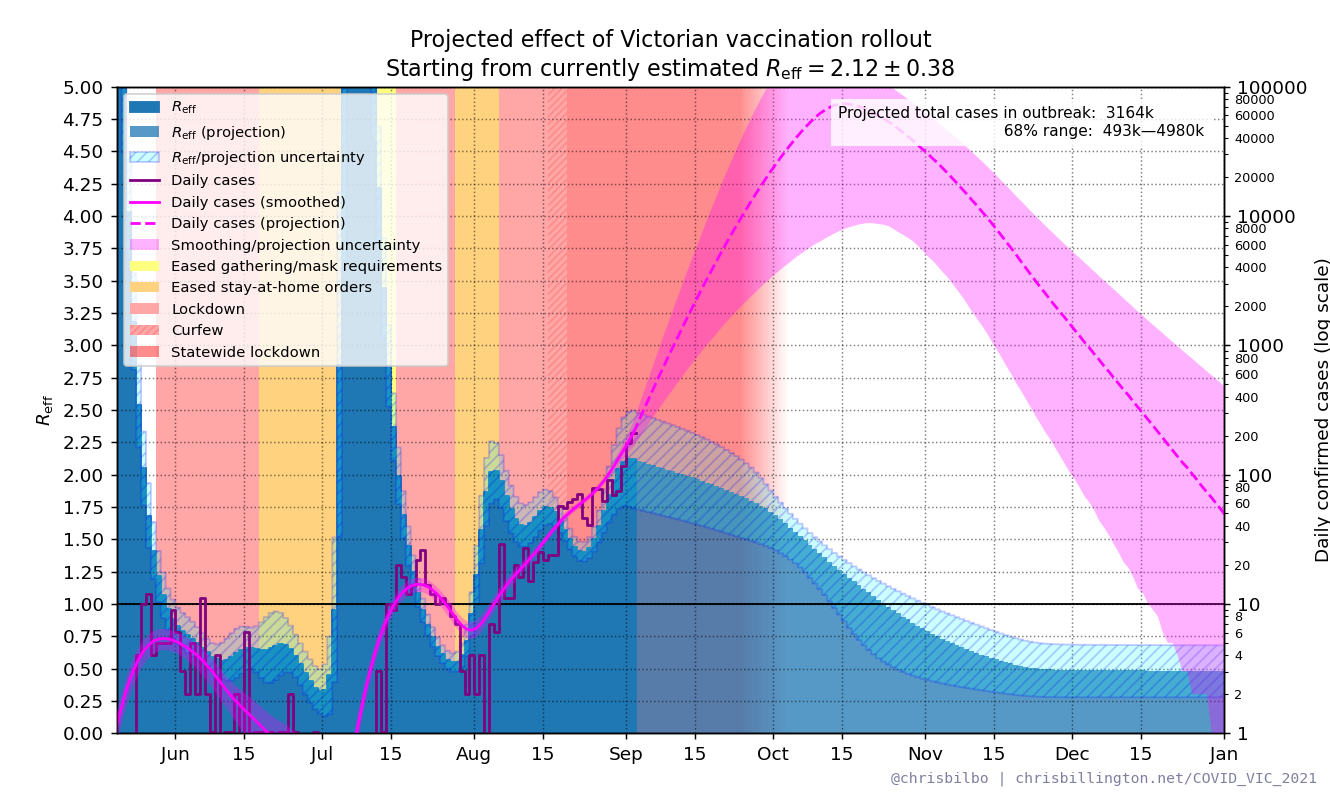 Projected effect of Victorian vaccination rollout
Starting from currently estimated R_eff = 2.12 ± 0.38
Projected total cases in outbreak: 3164k
68% range: 493k—4980k
R_eff
R_eff (projection)
R_eff/projection uncertainty
Daily cases
Daily cases (smoothed)
Daily cases (projection)
Smoothing/projection uncertainty
Eased gathering/mask requirements
Eased stay-at-home orders
Lockdown
Curfew
Statewide lockdown
R_eff
5.00
4.75
4.50
4.25
4.00
3.75
3.50
3.25
3.00
2.75
2.50
2.25
2.00
1.75
1.50
1.25
1.00
0.75
0.50
0.25
0.00
Jun 15 Jul 15 Aug 15 Sep 15 Oct 15 Nov 15 Dec 15 Jan
100000
80000
60000
40000
20000
10000
8000
6000
4000
2000
1000
800
600
400
200
100
80
60
40
20
10
8
6
4
2
1
Daily confirmed cases (log scale)
@chrisbilbo | chrisbillington.net/COVID_VIC_2021